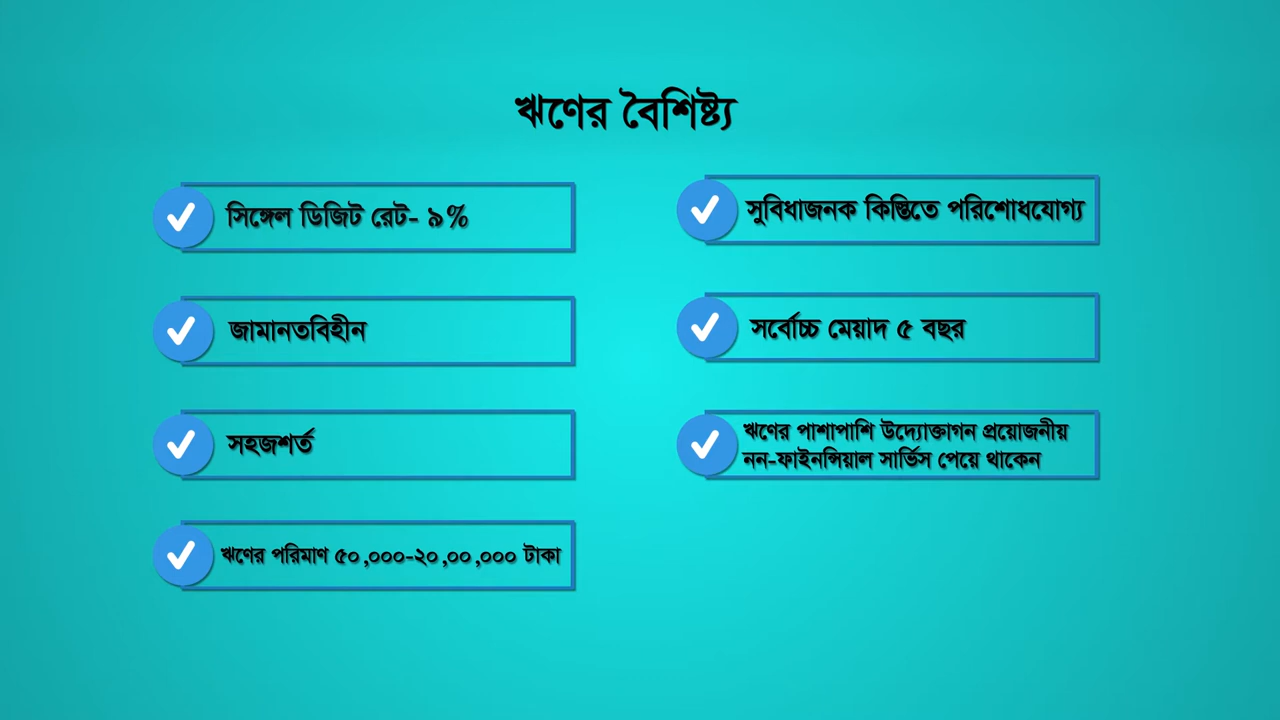 ঋণের বৈশিষ্ট্য
সিঙ্গেল ডিজিট রেট- ৯%
জামানতবিহীন
সহজশর্ত
ঋণের পরিমাণ ৫০,০০০-২০,০০,০০০ টাকা
সুবিধাজনক কিস্তিতে পরিশোধযোগ্য
সর্বোচ্চ মেয়াদ ৫ বছর
ঋণের পাশাপাশি উদ্যোক্তাগন প্রয়োজনীয়
নন-ফাইনন্সিয়াল সার্ভিস পেয়ে থাকেন